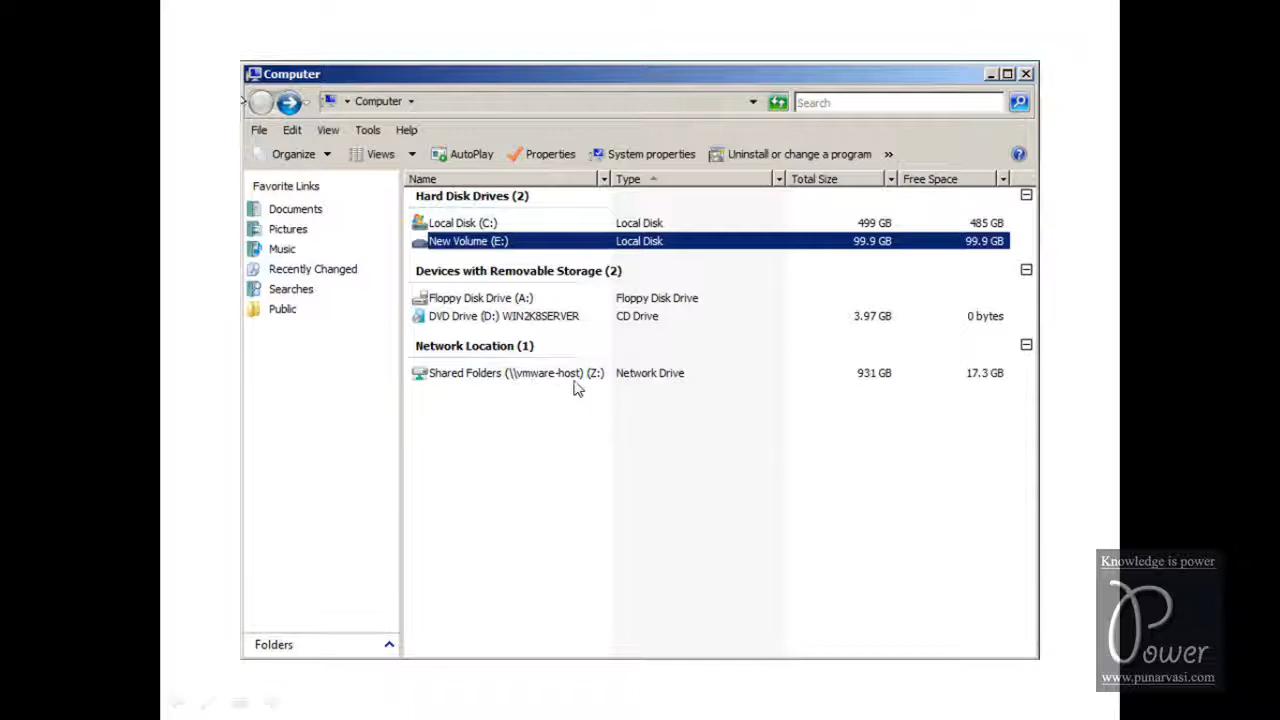 Computer
Computer
Search
File Edit View Tools Help
Organize Views AutoPlay Properties System properties Uninstall or change a program »
Favorite Links
Documents
Pictures
Music
Recently Changed
Searches
Public
Folders
Name Type Total Size Free Space
Hard Disk Drives (2)
Local Disk (C:) Local Disk 499 GB 485 GB
New Volume (E:) Local Disk 99.9 GB 99.9 GB
Devices with Removable Storage (2)
Floppy Disk Drive (A:) Floppy Disk Drive
DVD Drive (D:) WIN2K8SERVER CD Drive 3.97 GB 0 bytes
Network Location (1)
Shared Folders (\\vmware-host) (Z:) Network Drive 931 GB 17.3 GB
Knowledge is power
Power
www.punarvasi.com